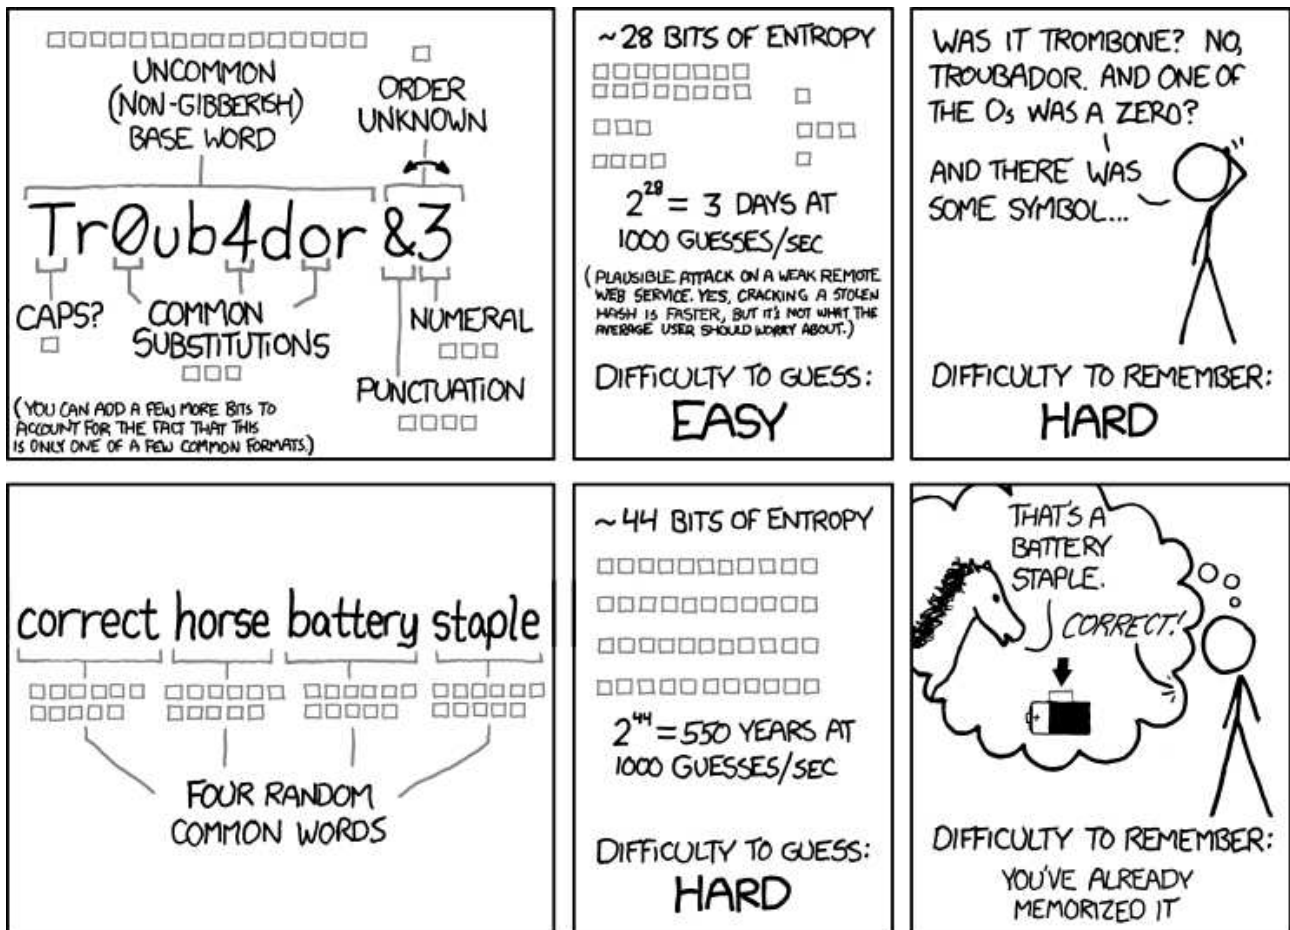 UNCOMMON
(NON-GIBBERISH)
BASE WORD
ORDER
UNKNOWN
Tr0ub4dor &3
CAPS?
COMMON
SUBSTITUTIONS
NUMERAL
PUNCTUATION
(YOU CAN ADD A FEW MORE BITS TO
ACCOUNT FOR THE FACT THAT THIS
IS ONLY ONE OF A FEW COMMON FORMATS.)
~28 BITS OF ENTROPY
2²⁸ = 3 DAYS AT
1000 GUESSES/SEC
(PLAUSIBLE ATTACK ON A WEAK REMOTE
WEB SERVICE. YES, CRACKING A STOLEN
HASH IS FASTER, BUT IT'S NOT WHAT THE
AVERAGE USER SHOULD WORRY ABOUT.)
DIFFICULTY TO GUESS:
EASY
WAS IT TROMBONE? NO,
TROUBADOR. AND ONE OF
THE Os WAS A ZERO?
AND THERE WAS
SOME SYMBOL...
DIFFICULTY TO REMEMBER:
HARD
correct horse battery staple
FOUR RANDOM
COMMON WORDS
~44 BITS OF ENTROPY
2⁴⁴ = 550 YEARS AT
1000 GUESSES/SEC
DIFFICULTY TO GUESS:
HARD
THAT'S A
BATTERY
STAPLE.
CORRECT!
DIFFICULTY TO REMEMBER:
YOU'VE ALREADY
MEMORIZED IT